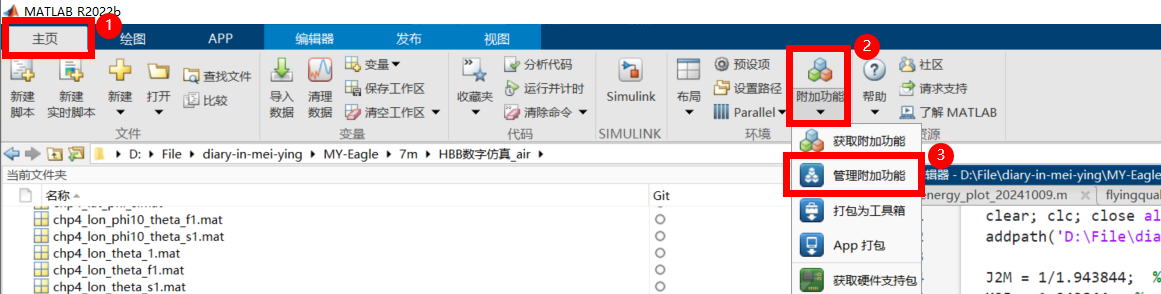 MATLAB R2022b
1
主页 绘图 APP 编辑器 发布 视图
2
新建脚本 新建实时脚本 新建 打开 查找文件 比较
文件
导入数据 清理数据 变量 保存工作区 清空工作区
变量
收藏夹 分析代码 运行并计时 清除命令
代码
Simulink
SIMULINK
布局 预设项 设置路径 Parallel
环境
附加功能
帮助 社区 请求支持 了解 MATLAB
资源
获取附加功能
3
管理附加功能
打包为工具箱
App 打包
获取硬件支持包
D: File diary-in-mei-ying MY-Eagle 7m HBB数字仿真_air
当前文件夹
名称 Git
chp4_lon_phi10_theta_f1.mat
chp4_lon_phi10_theta_s1.mat
chp4_lon_theta_1.mat
chp4_lon_theta_f1.mat
chp4_lon_theta_s1.mat
辑器 - D:\File\diary-in-mei-ying\MY-Eagle
energy_plot_20241009.m flyingqual
clear; clc; close al
addpath('D:\File\dia
J2M = 1/1.943844; %